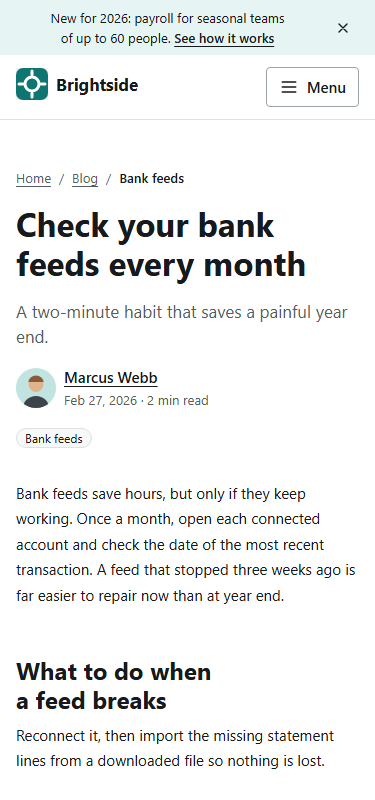 New for 2026: payroll for seasonal teams
of up to 60 people. See how it works
Brightside
Menu
Home / Blog / Bank feeds
Check your bank
feeds every month
A two-minute habit that saves a painful year
end.
Marcus Webb
Feb 27, 2026 · 2 min read
Bank feeds
Bank feeds save hours, but only if they keep
working. Once a month, open each connected
account and check the date of the most recent
transaction. A feed that stopped three weeks ago is
far easier to repair now than at year end.
What to do when
a feed breaks
Reconnect it, then import the missing statement
lines from a downloaded file so nothing is lost.